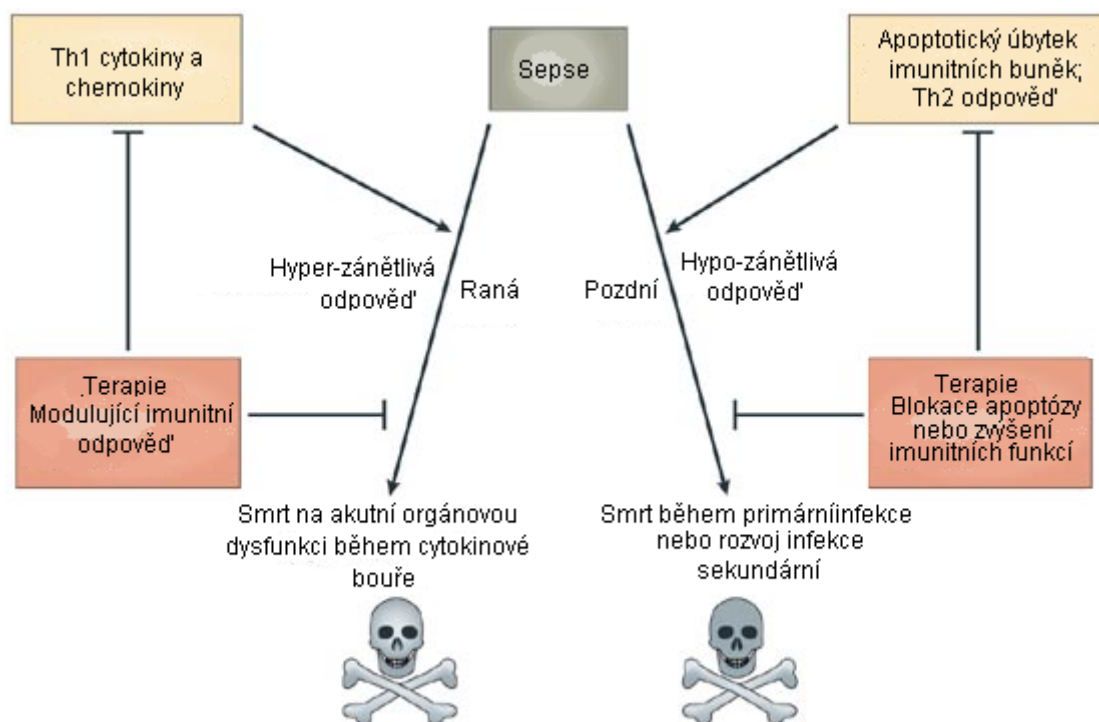 Th1 cytokiny a
chemokiny
Sepse
Apoptotický úbytek
imunitních buněk;
Th2 odpověď
Hyper-zánětlivá
odpověď
Raná
Pozdní
Hypo-zánětlivá
odpověď
Terapie
Modulující imunitní
odpověď
Terapie
Blokace apoptózy
nebo zvýšení
imunitních funkcí
Smrt na akutní orgánovou
dysfunkci během cytokinové
bouře
Smrt během primárníinfekce
nebo rozvoj infekce
sekundární